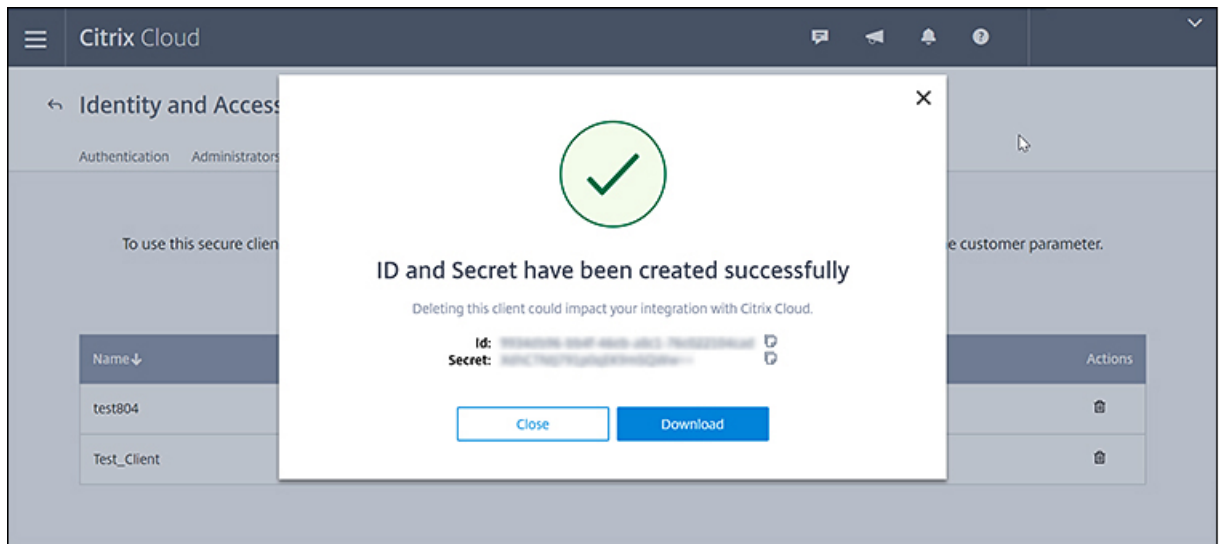 Citrix Cloud
Identity and Access
Authentication Administrators
To use this secure clien
e customer parameter.
ID and Secret have been created successfully
Deleting this client could impact your integration with Citrix Cloud.
Id:
Secret:
Name
Actions
test804
Close Download
Test_Client